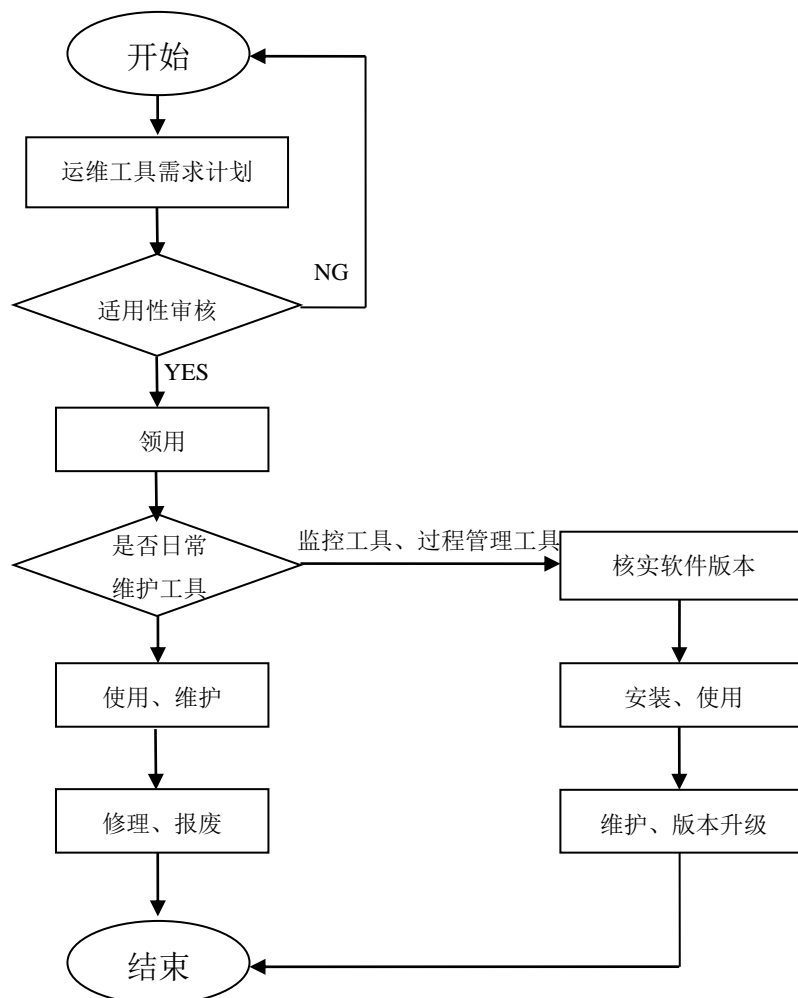 开始
运维工具需求计划
NG
适用性审核
YES
领用
是否日常
维护工具
监控工具、过程管理工具
核实软件版本
使用、维护
安装、使用
修理、报废
维护、版本升级
结束